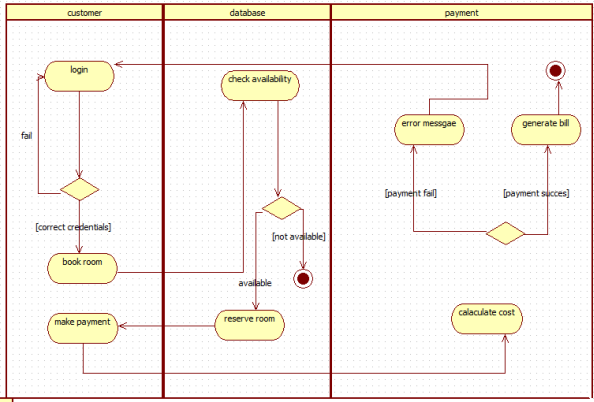 customer
database
payment
login
check availability
error messgae
generate bill
fail
[payment fail]
[payment succes]
[correct credentials]
[not available]
book room
available
make payment
reserve room
calaculate cost